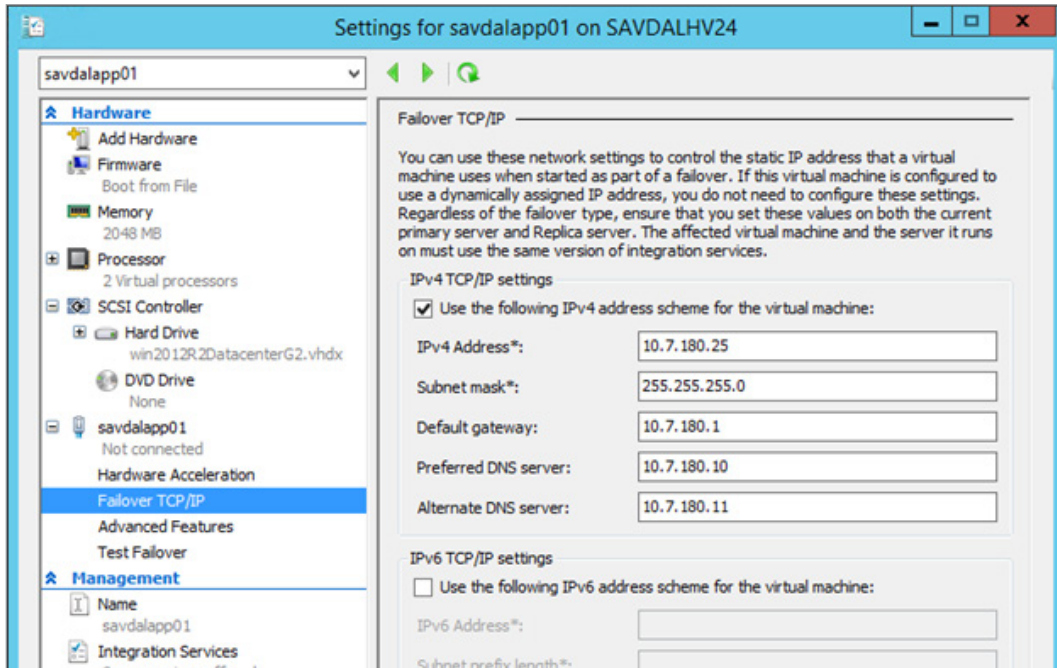 Settings for savdalapp01 on SAVDALHV24
savdalapp01
Hardware
Add Hardware
Firmware
Boot from File
Memory
2048 MB
Processor
2 Virtual processors
SCSI Controller
Hard Drive
win2012R2DatacenterG2.vhdx
DVD Drive
None
savdalapp01
Not connected
Hardware Acceleration
Failover TCP/IP
Advanced Features
Test Failover
Management
Name
savdalapp01
Integration Services
Failover TCP/IP
You can use these network settings to control the static IP address that a virtual
machine uses when started as part of a failover. If this virtual machine is configured to
use a dynamically assigned IP address, you do not need to configure these settings.
Regardless of the failover type, ensure that you set these values on both the current
primary server and Replica server. The affected virtual machine and the server it runs
on must use the same version of integration services.
IPv4 TCP/IP settings
Use the following IPv4 address scheme for the virtual machine:
IPv4 Address*: 10.7.180.25
Subnet mask*: 255.255.255.0
Default gateway: 10.7.180.1
Preferred DNS server: 10.7.180.10
Alternate DNS server: 10.7.180.11
IPv6 TCP/IP settings
Use the following IPv6 address scheme for the virtual machine:
IPv6 Address*:
Subnet prefix length*: